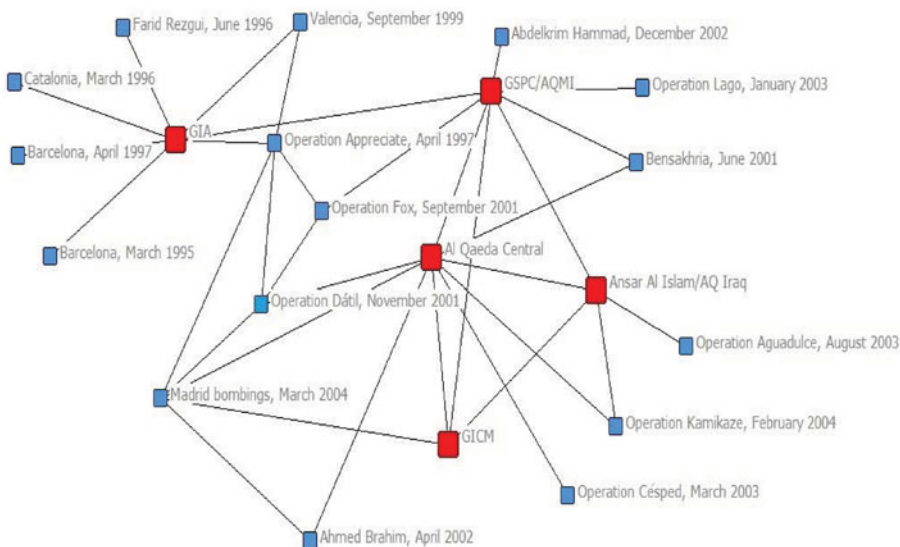 Farid Rezgui, June 1996
Valencia, September 1999
Abdelkrim Hammad, December 2002
Catalonia, March 1996
GSPC/AQMI
Operation Lago, January 2003
GIA
Operation Appreciate, April 1997
Barcelona, April 1997
Bensakhria, June 2001
Operation Fox, September 2001
Barcelona, March 1995
Al Qaeda Central
Ansar Al Islam/AQ Iraq
Operation Dátil, November 2001
Operation Aguadulce, August 2003
Madrid bombings, March 2004
Operation Kamikaze, February 2004
GICM
Operation Césped, March 2003
Ahmed Brahim, April 2002